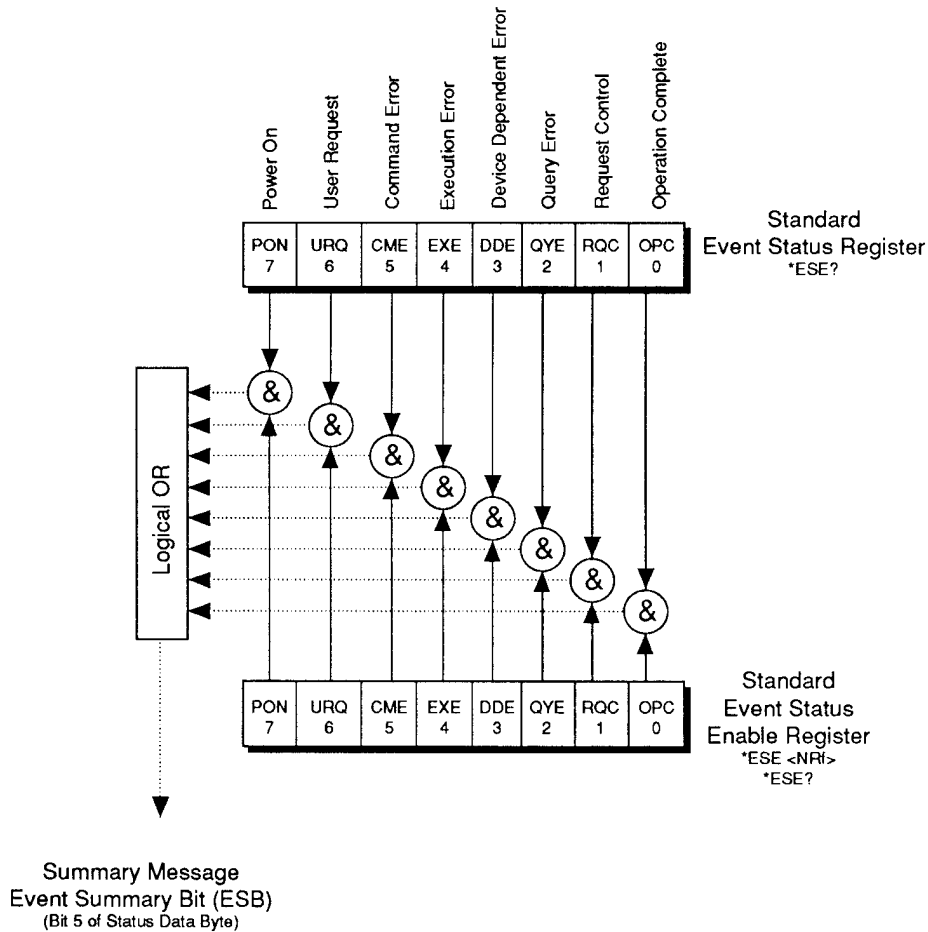 Power On
User Request
Command Error
Execution Error
Device Dependent Error
Query Error
Request Control
Operation Complete
PON URQ CME EXE DDE QYE RQC OPC
7 6 5 4 3 2 1 0
Standard
Event Status Register
*ESE?
&
&
&
&
&
&
&
&
Logical OR
PON URQ CME EXE DDE QYE RQC OPC
7 6 5 4 3 2 1 0
Standard
Event Status
Enable Register
*ESE <NRf>
*ESE?
Summary Message
Event Summary Bit (ESB)
(Bit 5 of Status Data Byte)